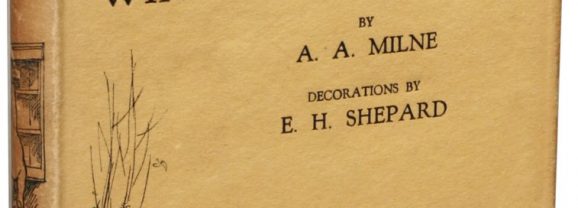 BY
A. A. MILNE
DECORATIONS BY
E. H. SHEPARD